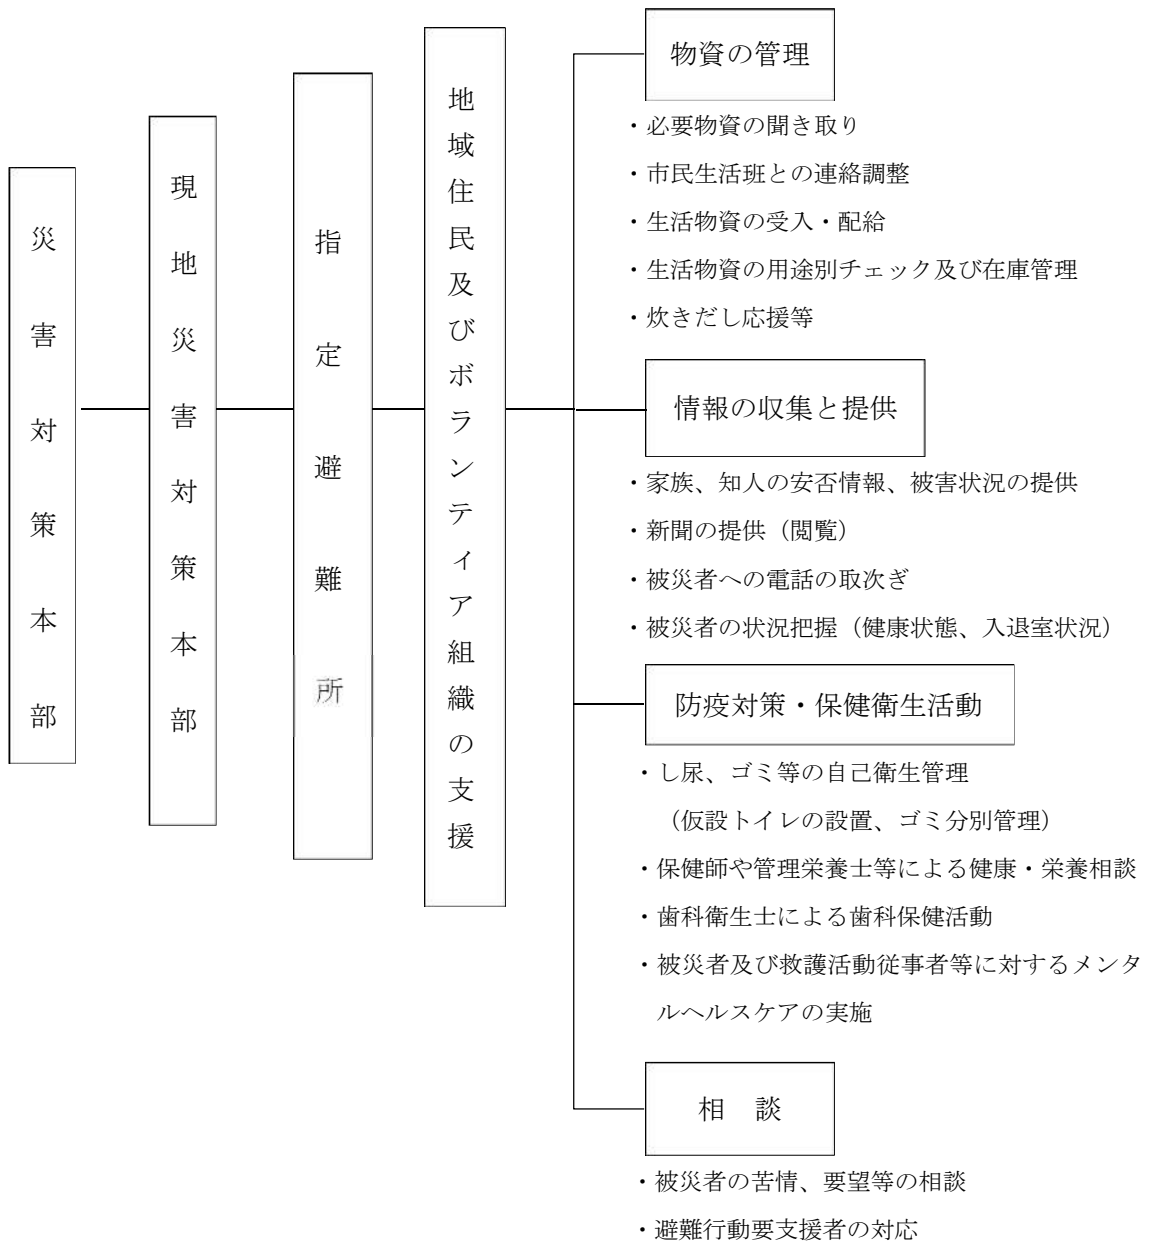 災害対策本部
現地災害対策本部
指定避難所
地域住民及びボランティア組織の支援
物資の管理
・必要物資の聞き取り
・市民生活班との連絡調整
・生活物資の受入・配給
・生活物資の用途別チェック及び在庫管理
・炊きだし応援等
情報の収集と提供
・家族、知人の安否情報、被害状況の提供
・新聞の提供（閲覧）
・被災者への電話の取次ぎ
・被災者の状況把握（健康状態、入退室状況）
防疫対策・保健衛生活動
・し尿、ゴミ等の自己衛生管理
（仮設トイレの設置、ゴミ分別管理）
・保健師や管理栄養士等による健康・栄養相談
・歯科衛生士による歯科保健活動
・被災者及び救護活動従事者等に対するメンタ
ルヘルスケアの実施
相　談
・被災者の苦情、要望等の相談
・避難行動要支援者の対応